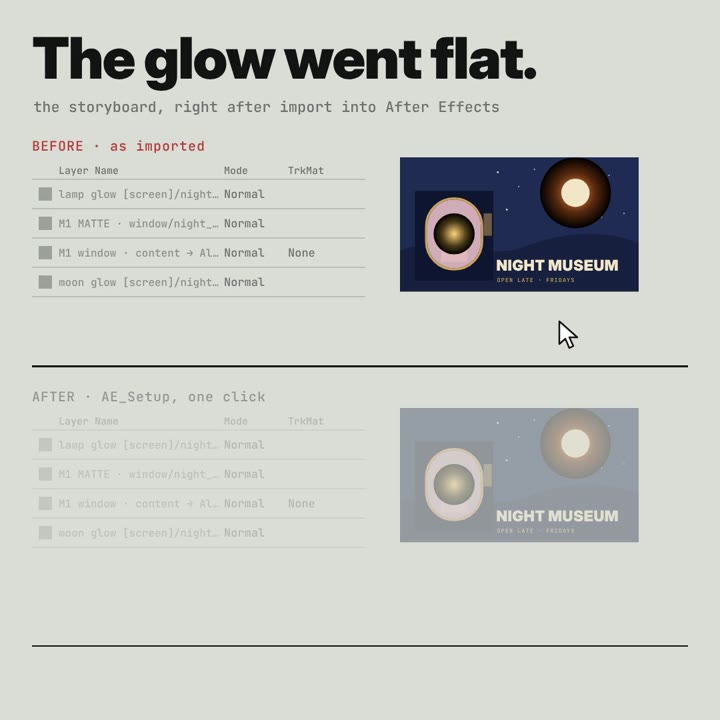 The glow went flat.
the storyboard, right after import into After Effects
BEFORE · as imported
Layer Name Mode TrkMat
lamp glow [screen]/night… Normal
M1 MATTE · window/night_… Normal
M1 window · content → Al… Normal None
moon glow [screen]/night… Normal
NIGHT MUSEUM
OPEN LATE · FRIDAYS
AFTER · AE_Setup, one click
Layer Name Mode TrkMat
lamp glow [screen]/night… Normal
M1 MATTE · window/night_… Normal
M1 window · content → Al… Normal None
moon glow [screen]/night… Normal
NIGHT MUSEUM
OPEN LATE · FRIDAYS